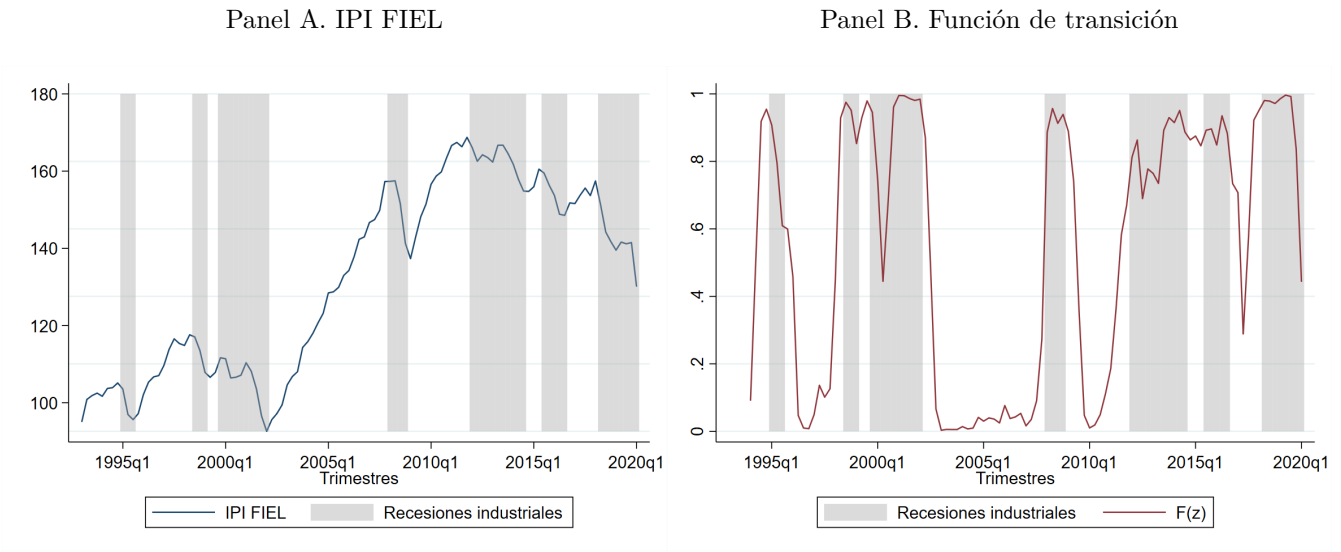 Panel A. IPI FIEL
180
160
140
120
100
1995q1 2000q1 2005q1 2010q1 2015q1 2020q1
Trimestres
IPI FIEL Recesiones industriales
Panel B. Función de transición
1
.8
.6
.4
.2
0
1995q1 2000q1 2005q1 2010q1 2015q1 2020q1
Trimestres
Recesiones industriales F(z)